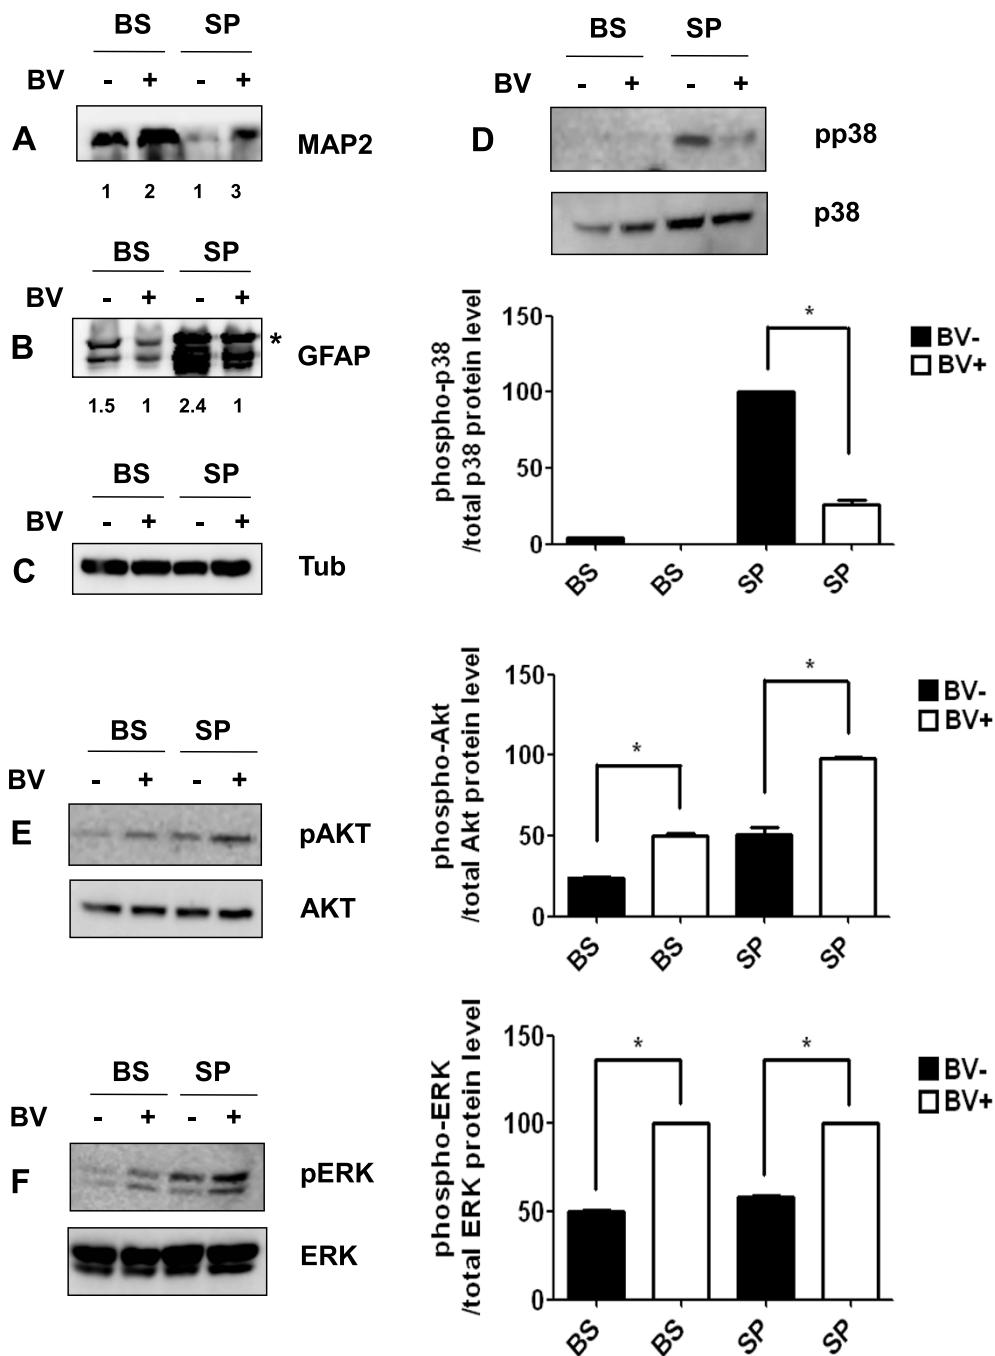 BS SP
BV - + - +
A MAP2
1 2 1 3
BS SP
BV - + - +
B * GFAP
1.5 1 2.4 1
BS SP
BV - + - +
C Tub
BS SP
BV - + - +
D pp38
p38
phospho-p38
/total p38 protein level
150
100
50
0
*
BV-
BV+
BS BS SP SP
BS SP
BV - + - +
E pAKT
AKT
phospho-Akt
/total Akt protein level
150
100
50
0
* *
BV-
BV+
BS BS SP SP
BS SP
BV - + - +
F pERK
ERK
phospho-ERK
/total ERK protein level
150
100
50
0
* *
BV-
BV+
BS BS SP SP